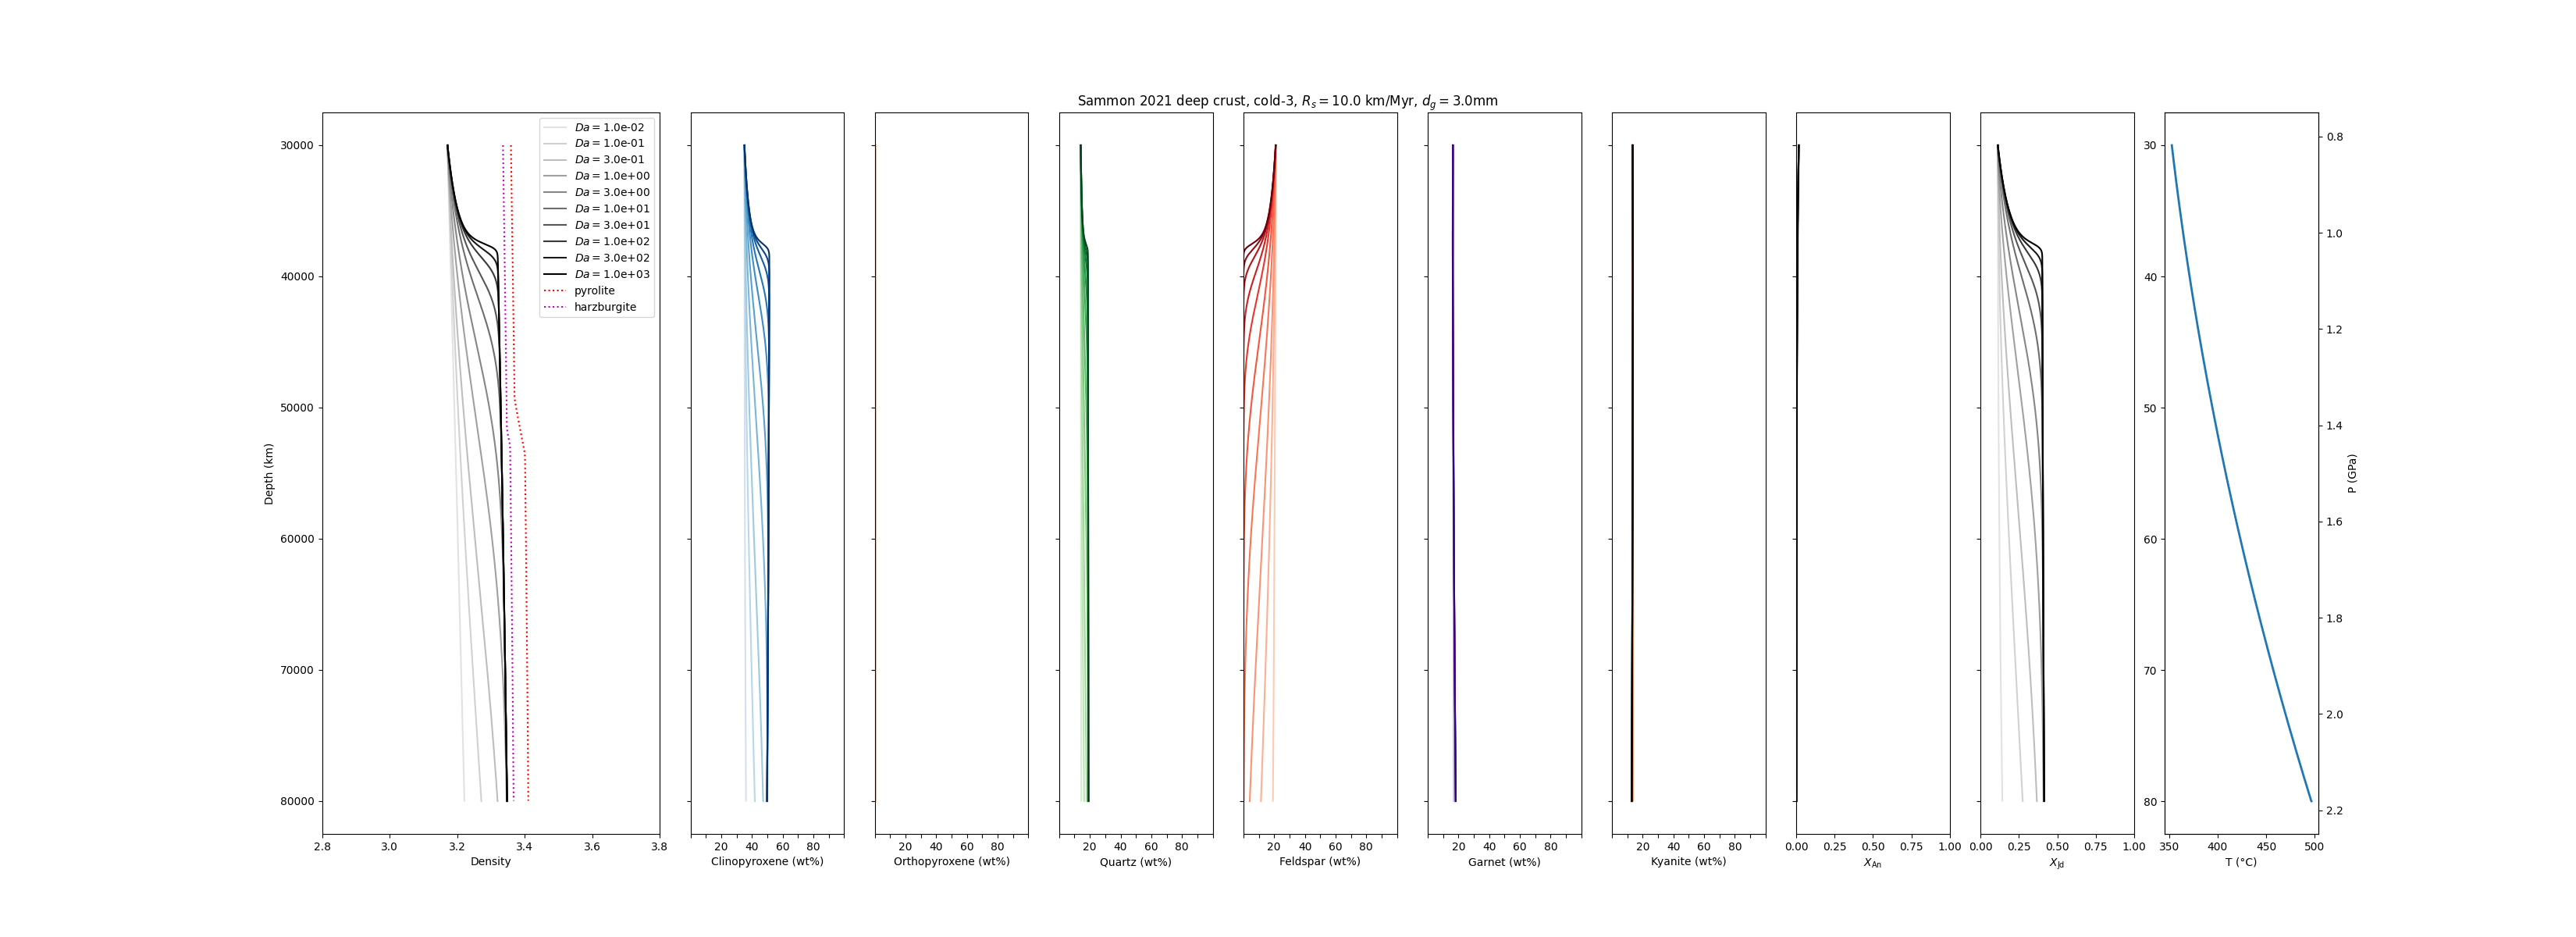 Sammon 2021 deep crust, cold-3, R_s = 10.0 km/Myr, d_g = 3.0mm
Da = 1.0e-02
Da = 1.0e-01
Da = 3.0e-01
Da = 1.0e+00
Da = 3.0e+00
Da = 1.0e+01
Da = 3.0e+01
Da = 1.0e+02
Da = 3.0e+02
Da = 1.0e+03
pyrolite
harzburgite
30000
40000
50000
60000
70000
80000
Depth (km)
2.8 3.0 3.2 3.4 3.6 3.8
Density
20 40 60 80
Clinopyroxene (wt%)
20 40 60 80
Orthopyroxene (wt%)
20 40 60 80
Quartz (wt%)
20 40 60 80
Feldspar (wt%)
20 40 60 80
Garnet (wt%)
20 40 60 80
Kyanite (wt%)
0.00 0.25 0.50 0.75 1.00
X_An
0.00 0.25 0.50 0.75 1.00
X_Jd
30
40
50
60
70
80
350 400 450 500
T (°C)
0.8
1.0
1.2
1.4
1.6
1.8
2.0
2.2
P (GPa)